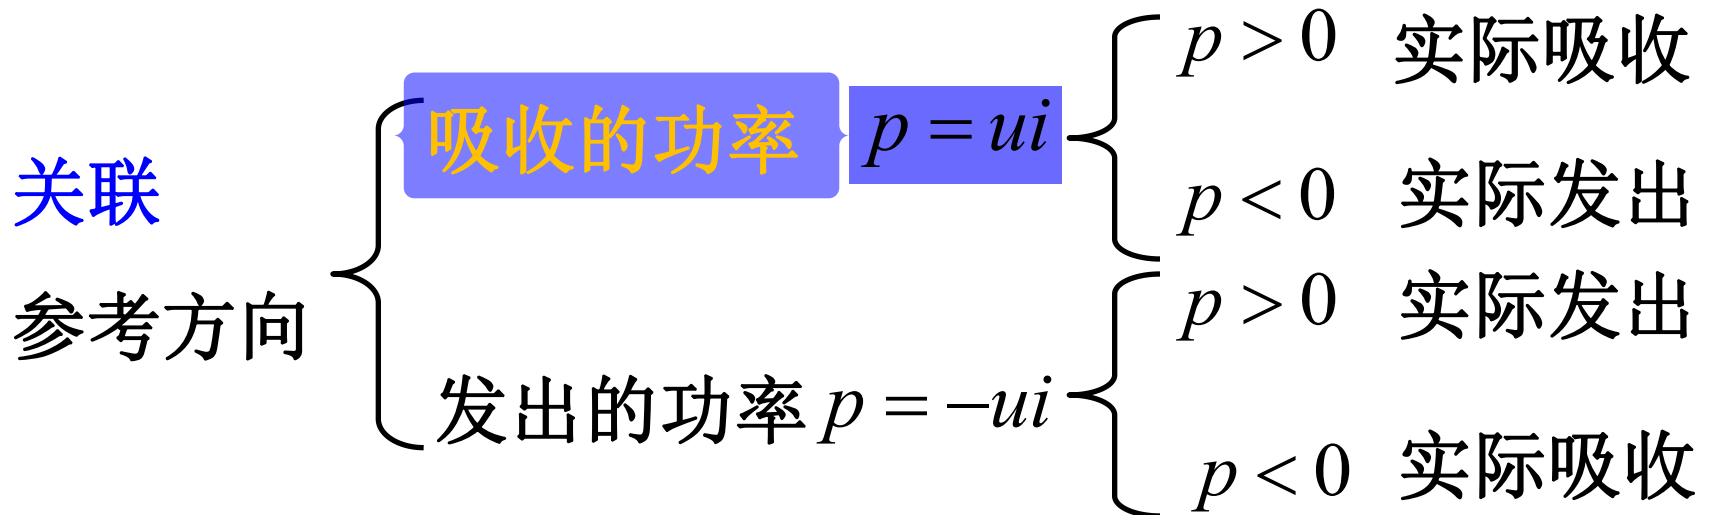 关联
参考方向
吸收的功率 p = ui
p > 0 实际吸收
p < 0 实际发出
发出的功率 p = −ui
p > 0 实际发出
p < 0 实际吸收